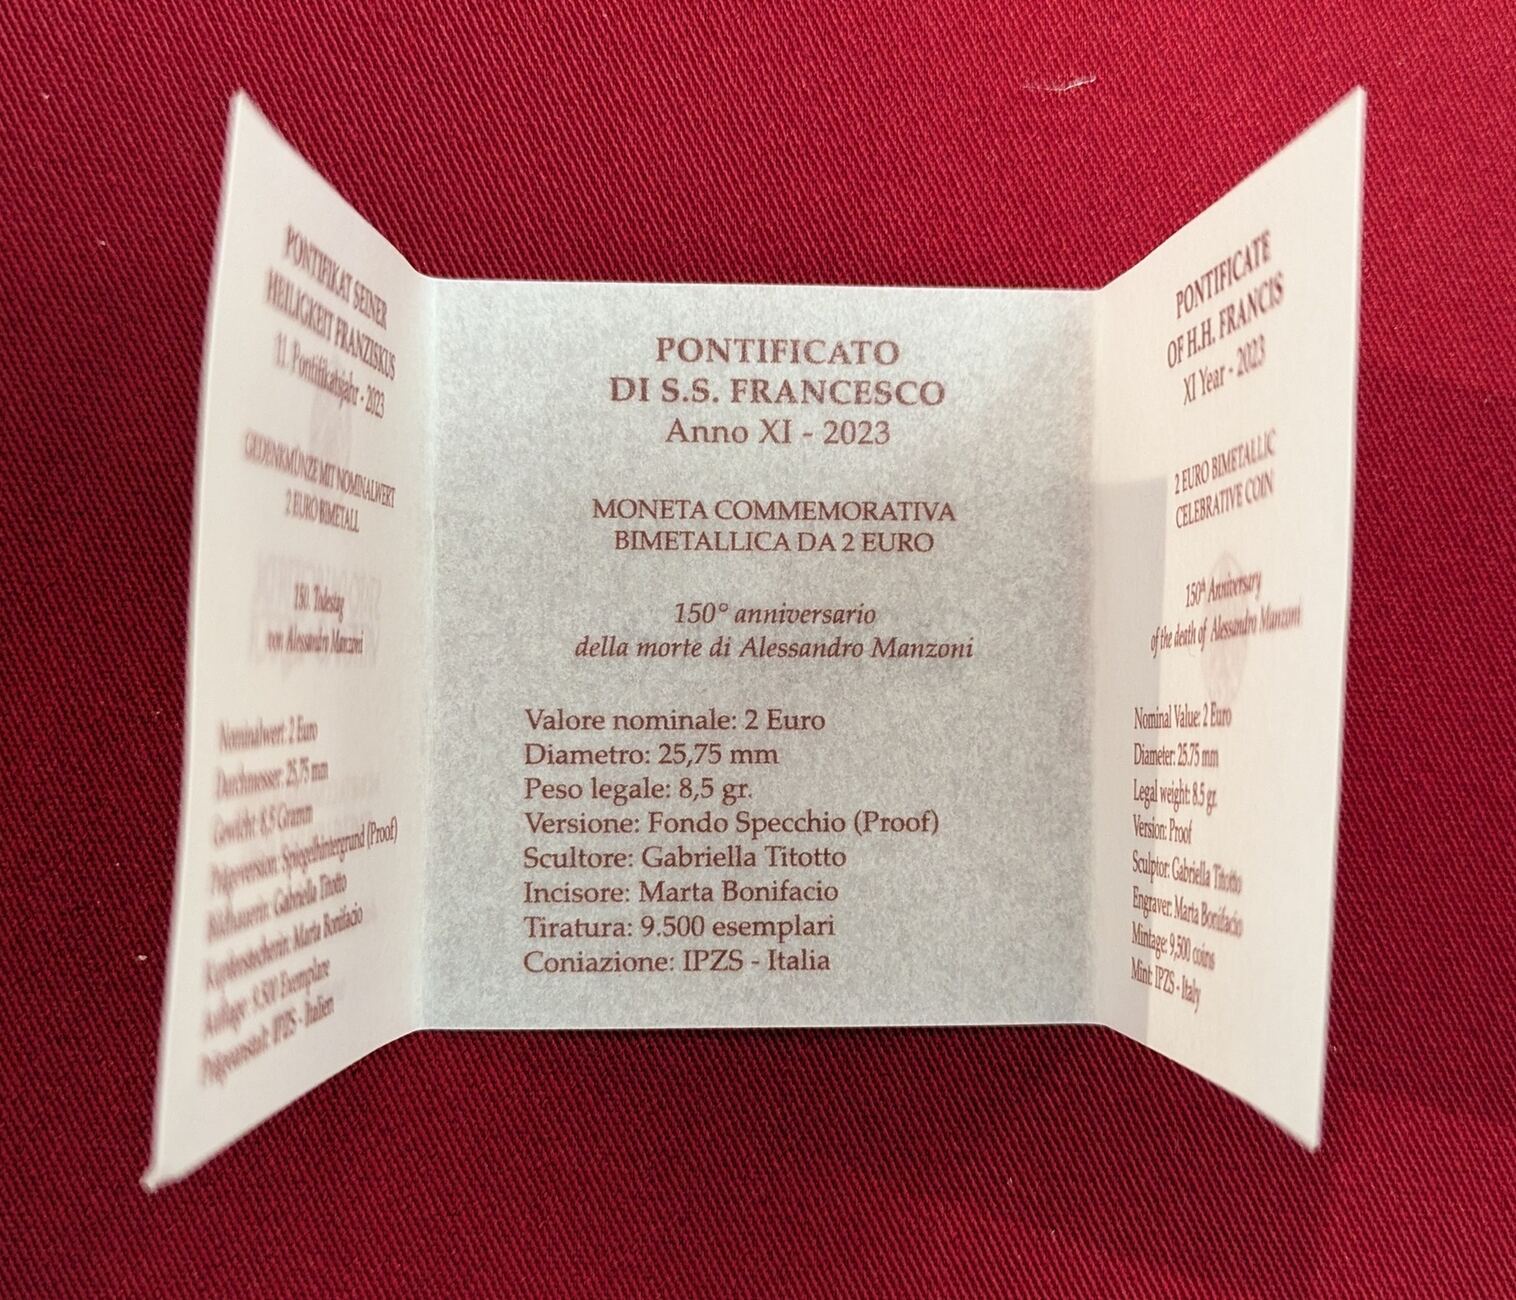 PONTIFIKAT SEINER
HEILIGKEIT FRANZISKUS
11. Pontifikatsjahr - 2023
GEDENKMÜNZE MIT NOMINALWERT
2 EURO BIMETALL
150. Todestag
von Alessandro Manzoni
Nominalwert: 2 Euro
Durchmesser: 25,75 mm
Gewicht: 8,5 Gramm
Prägeversion: Spiegelhintergrund (Proof)
Bildhauerin: Gabriella Titotto
Kupferstecherin: Marta Bonifacio
Auflage: 9.500 Exemplare
Prägeanstalt: IPZS - Italien
PONTIFICATO
DI S.S. FRANCESCO
Anno XI - 2023
MONETA COMMEMORATIVA
BIMETALLICA DA 2 EURO
150° anniversario
della morte di Alessandro Manzoni
Valore nominale: 2 Euro
Diametro: 25,75 mm
Peso legale: 8,5 gr.
Versione: Fondo Specchio (Proof)
Scultore: Gabriella Titotto
Incisore: Marta Bonifacio
Tiratura: 9.500 esemplari
Coniazione: IPZS - Italia
PONTIFICATE
OF H.H. FRANCIS
XI Year - 2023
2 EURO BIMETALLIC
CELEBRATIVE COIN
150th Anniversary
of the death of Alessandro Manzoni
Nominal Value: 2 Euro
Diameter: 25.75 mm
Legal weight: 8.5 gr.
Version: Proof
Sculptor: Gabriella Titotto
Engraver: Marta Bonifacio
Mintage: 9,500 coins
Mint: IPZS - Italy